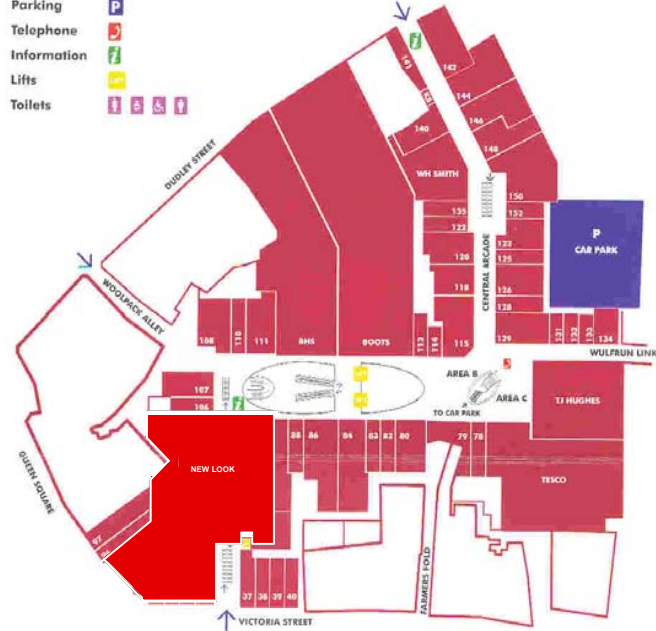 Parking P
Telephone
Information i
Lifts LIFT
Toilets
i
141
142
144
140
146
148
DUDLEY STREET
WH SMITH
150
135
152
122
P
CAR PARK
123
120
125
CENTRAL ARCADE
118
126
128
WOOLPACK ALLEY
108
110
111
BHS
BOOTS
113
114
115
129
131
132
133
134
WULFRUN LINK
LIFT
AREA B
107
106
i
LIFT
AREA C
TJ HUGHES
TO CAR PARK
88
86
84
83
82
80
79
78
QUEEN SQUARE
NEW LOOK
TESCO
97
96
FARMERS FOLD
37
38
39
40
VICTORIA STREET